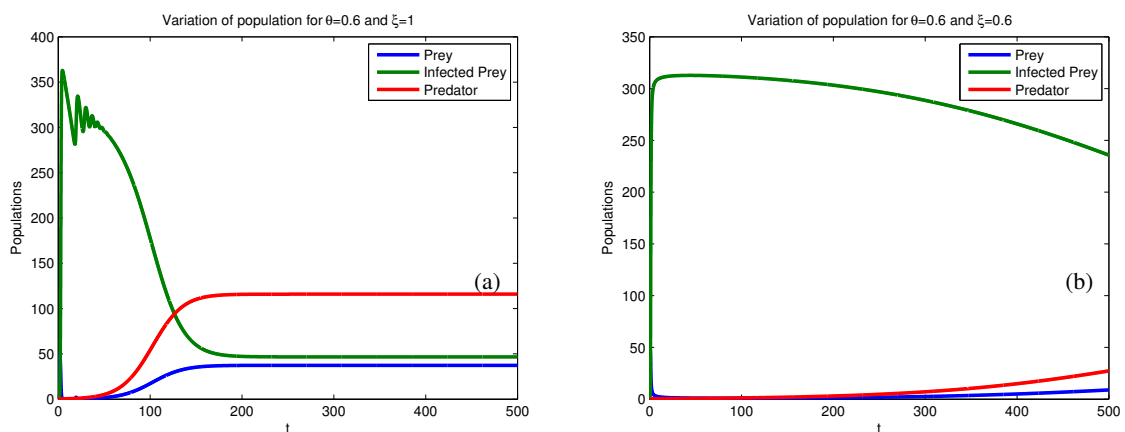 Variation of population for θ=0.6 and ξ=1
400
350
300
250
200
150
100
50
0
Populations
Prey
Infected Prey
Predator
(a)
0 100 200 300 400 500
t
Variation of population for θ=0.6 and ξ=0.6
350
300
250
200
150
100
50
0
Populations
Prey
Infected Prey
Predator
(b)
0 100 200 300 400 500
t